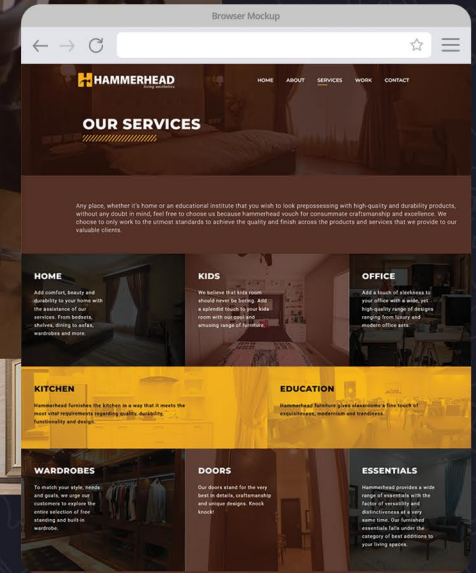 Browser Mockup
HAMMERHEAD
living aesthetics
HOME ABOUT SERVICES WORK CONTACT
OUR SERVICES
Any place, whether it's home or an educational institute that you wish to look prepossessing with high-quality and durability products,
without any doubt in mind, feel free to choose us because hammerhead vouch for consummate craftsmanship and excellence. We
choose to only work to the utmost standards to achieve the quality and finish across the products and services that we provide to our
valuable clients.
HOME
Add comfort, beauty and
durability to your home with
the assistance of our
services. From bedsets,
shelves, dining to sofas,
wardrobes and more.
KIDS
We believe that kids room
should never be boring. Add
a splendid touch to your kids
room with our cool and
amusing range of furniture.
OFFICE
Add a touch of sleekness to
your office with a wide, yet
high-quality range of designs
ranging from luxury and
modern office sets.
KITCHEN
Hammerhead furnishes the kitchen in a way that it meets the
most vital requirements regarding quality, durability,
functionality and design.
EDUCATION
Hammerhead furniture gives classrooms a fine touch of
exquisiteness, modernism and trendiness.
WARDROBES
To match your style, needs
and goals, we urge our
customers to explore the
entire selection of free
standing and built-in
wardrobe.
DOORS
Our doors stand for the very
best in details, craftsmanship
and unique designs. Knock
knock!
ESSENTIALS
Hammerhead provides a wide
range of essentials with the
factor of versatility and
distinctiveness at a very
same time. Our furnished
essentials falls under the
category of best additions to
your living spaces.